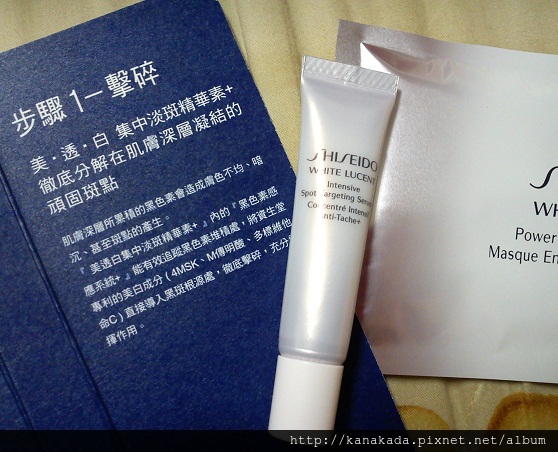 步驟 1–擊碎
美‧透‧白 集中淡斑精華素+
徹底分解在肌膚深層凝結的
頑固斑點
肌膚深層所累積的黑色素會造成膚色不均、暗
沉、甚至斑點的產生。
『美透白集中淡斑精華素+』內的『黑色素感
應系統+』能有效追蹤黑色素堆積處，將資生堂
專利的美白成分(4MSK、M傳明酸、多樣維他
命C)直接導入黑斑根源處，徹底擊碎，充分
揮作用。
SHISEIDO
WHITE LUCENT
Intensive
Spot Targeting Serum+
Concentré Intensif
Anti-Tache+
Power
Masque En
http://kanakada.pixnet.net/album